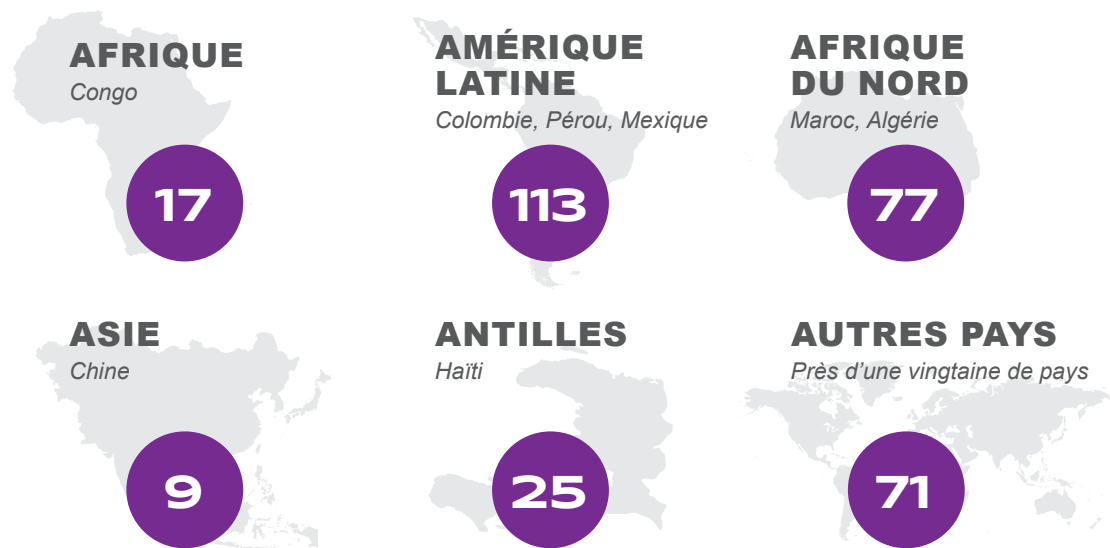 AFRIQUE
Congo
17
AMÉRIQUE
LATINE
Colombie, Pérou, Mexique
113
AFRIQUE
DU NORD
Maroc, Algérie
77
ASIE
Chine
9
ANTILLES
Haïti
25
AUTRES PAYS
Près d'une vingtaine de pays
71